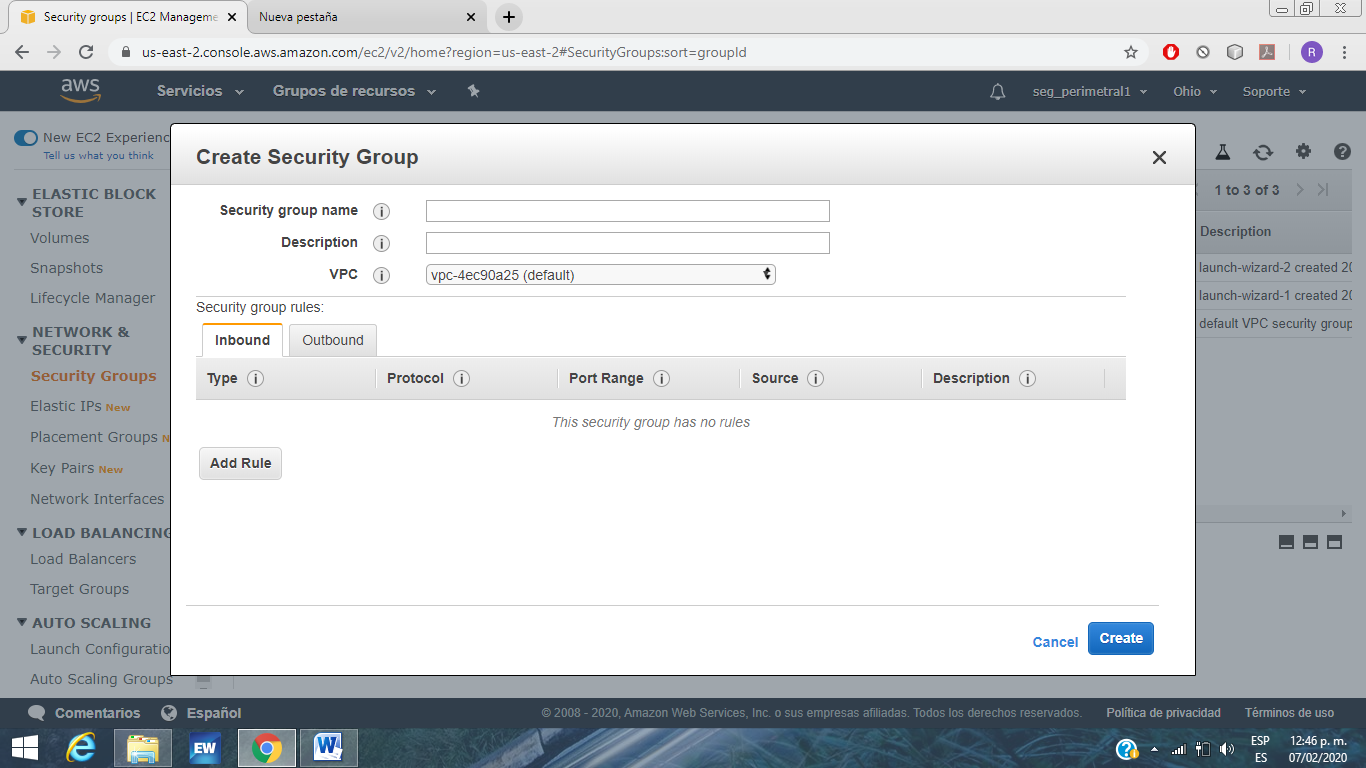 Security groups | EC2 Manageme
Nueva pestaña
us-east-2.console.aws.amazon.com/ec2/v2/home?region=us-east-2#SecurityGroups:sort=groupId
R
aws
Servicios
Grupos de recursos
seg_perimetral1
Ohio
Soporte
New EC2 Experienc
Tell us what you think
ELASTIC BLOCK
STORE
Volumes
Snapshots
Lifecycle Manager
NETWORK &
SECURITY
Security Groups
Elastic IPs New
Placement Groups N
Key Pairs New
Network Interfaces
LOAD BALANCING
Load Balancers
Target Groups
AUTO SCALING
Launch Configuratio
Auto Scaling Groups
Create Security Group
Security group name
Description
VPC
vpc-4ec90a25 (default)
Security group rules:
Inbound
Outbound
Type
Protocol
Port Range
Source
Description
This security group has no rules
Add Rule
Cancel
Create
1 to 3 of 3
Description
launch-wizard-2 created 20
launch-wizard-1 created 20
default VPC security group
Comentarios
Español
© 2008 - 2020, Amazon Web Services, Inc. o sus empresas afiliadas. Todos los derechos reservados.
Política de privacidad
Términos de uso
EW
ESP
ES
12:46 p. m.
07/02/2020